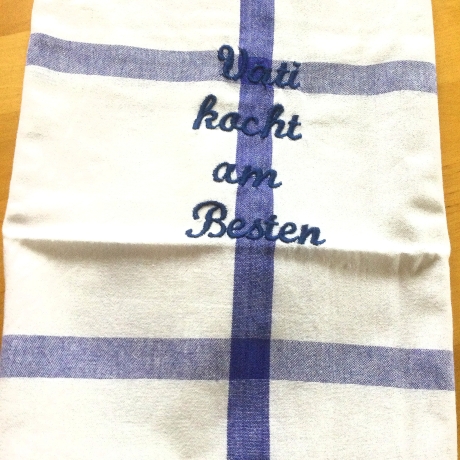 Vati
kocht
am
Besten